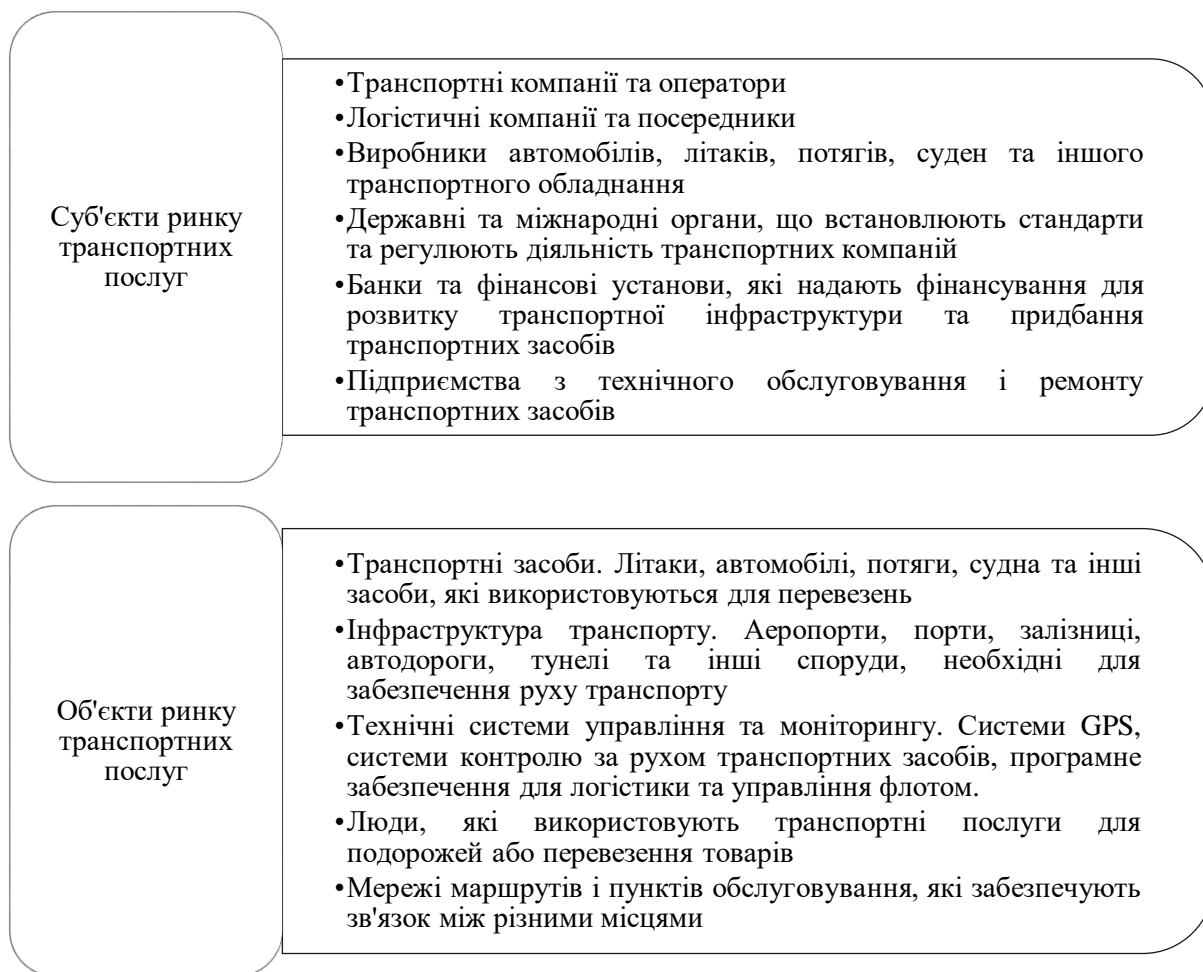 Суб'єкти ринку
транспортних
послуг
•Транспортні компанії та оператори
•Логістичні компанії та посередники
•Виробники автомобілів, літаків, потягів, суден та іншого
транспортного обладнання
•Державні та міжнародні органи, що встановлюють стандарти
та регулюють діяльність транспортних компаній
•Банки та фінансові установи, які надають фінансування для
розвитку транспортної інфраструктури та придбання
транспортних засобів
•Підприємства з технічного обслуговування і ремонту
транспортних засобів
Об'єкти ринку
транспортних
послуг
•Транспортні засоби. Літаки, автомобілі, потяги, судна та інші
засоби, які використовуються для перевезень
•Інфраструктура транспорту. Аеропорти, порти, залізниці,
автодороги, тунелі та інші споруди, необхідні для
забезпечення руху транспорту
•Технічні системи управління та моніторингу. Системи GPS,
системи контролю за рухом транспортних засобів, програмне
забезпечення для логістики та управління флотом.
•Люди, які використовують транспортні послуги для
подорожей або перевезення товарів
•Мережі маршрутів і пунктів обслуговування, які забезпечують
зв'язок між різними місцями